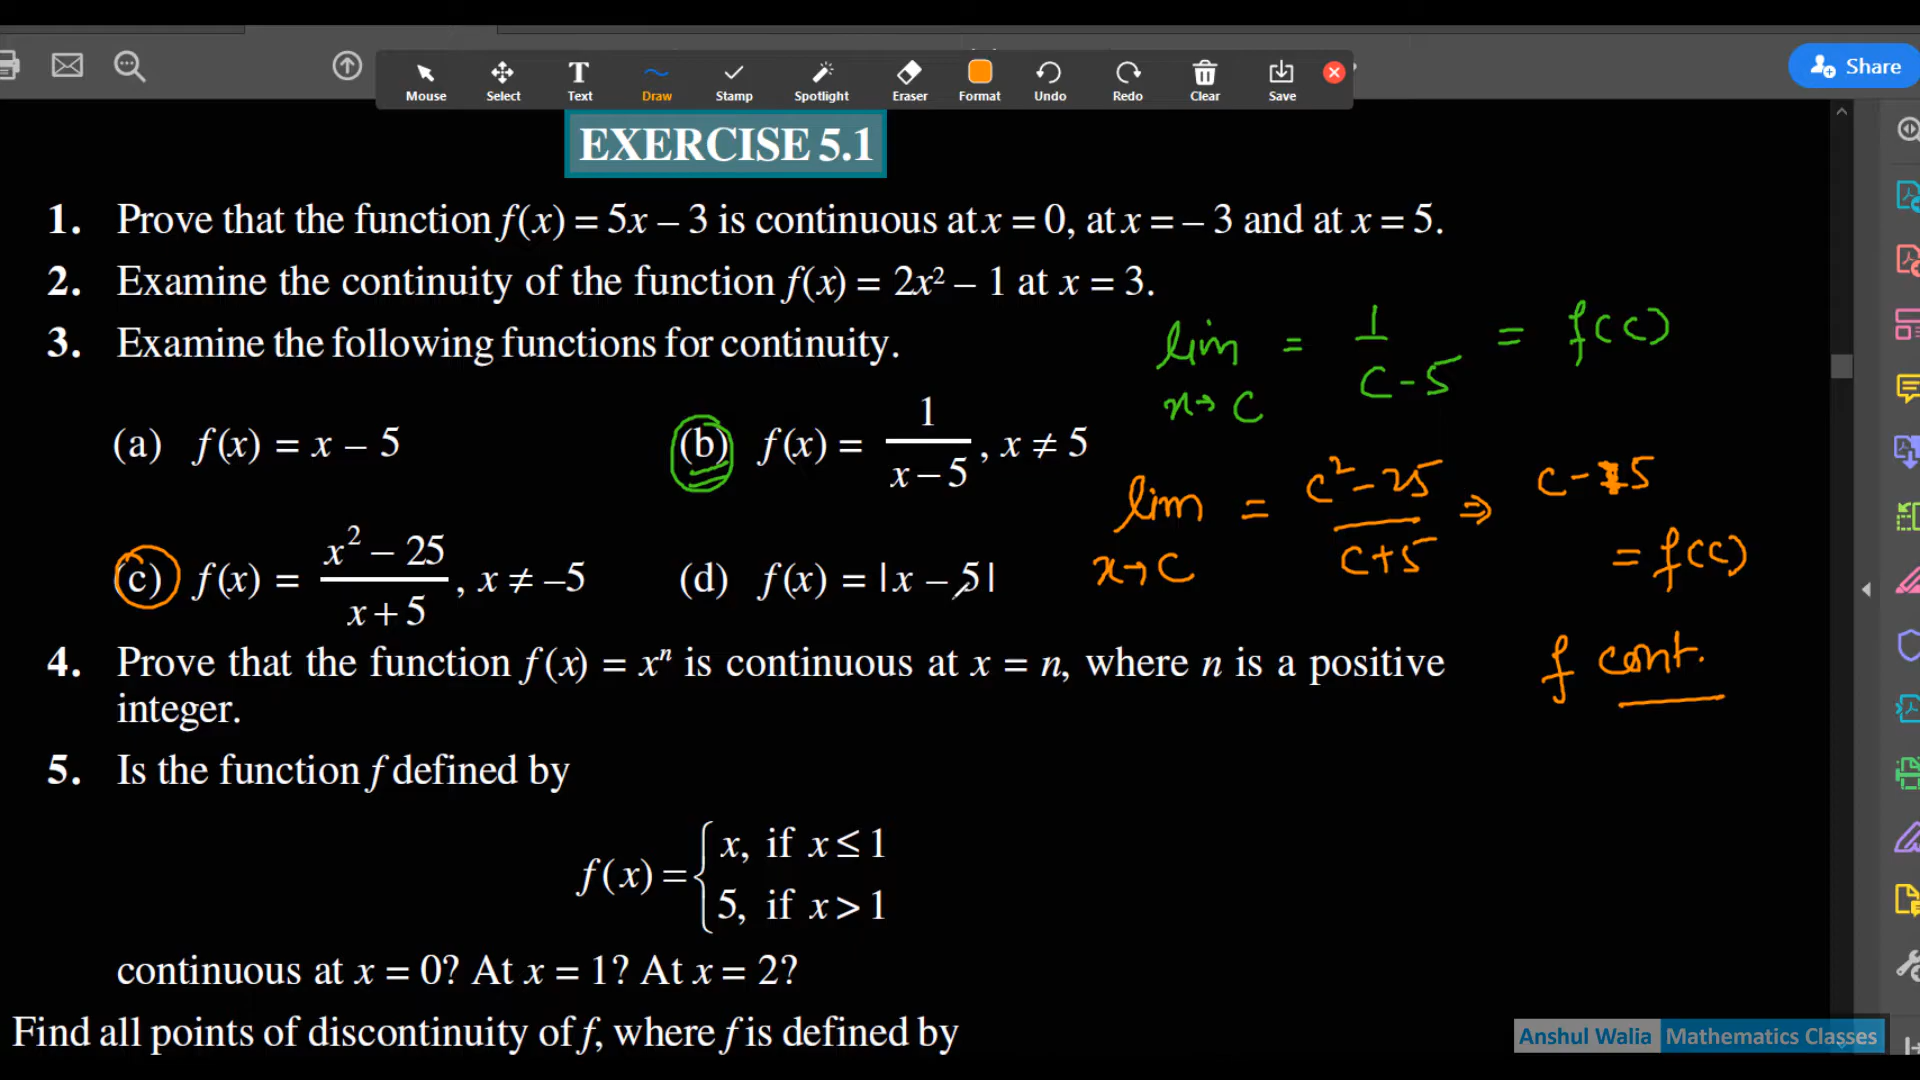 Mouse Select Text Draw Stamp Spotlight Eraser Format Undo Redo Clear Save
Share
EXERCISE 5.1
1. Prove that the function f(x) = 5x – 3 is continuous at x = 0, at x = – 3 and at x = 5.
2. Examine the continuity of the function f(x) = 2x² – 1 at x = 3.
3. Examine the following functions for continuity.
lim x→c = 1/(c-5) = f(c)
(a) f(x) = x – 5 (b) f(x) = 1/(x – 5), x ≠ 5
lim x→c = (c²-25)/(c+5) ⇒ c-5
= f(c)
(c) f(x) = (x² – 25)/(x + 5), x ≠ –5 (d) f(x) = |x – 5|
4. Prove that the function f(x) = xⁿ is continuous at x = n, where n is a positive
integer.
f cont.
5. Is the function f defined by
f(x) = { x, if x ≤ 1
5, if x > 1
continuous at x = 0? At x = 1? At x = 2?
Find all points of discontinuity of f, where f is defined by
Anshul Walia Mathematics Classes